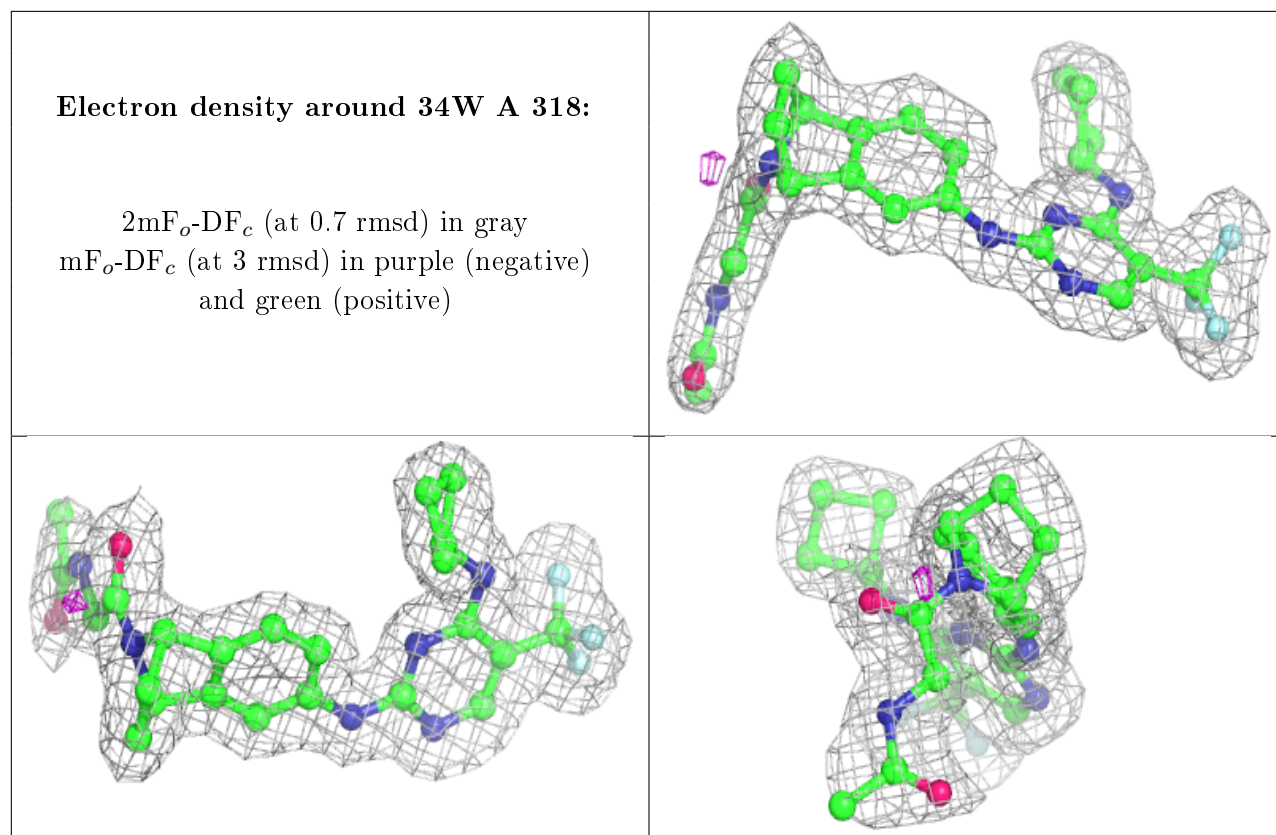 Electron density around 34W A 318:
2mFₒ-DF𝒸 (at 0.7 rmsd) in gray
mFₒ-DF𝒸 (at 3 rmsd) in purple (negative)
and green (positive)